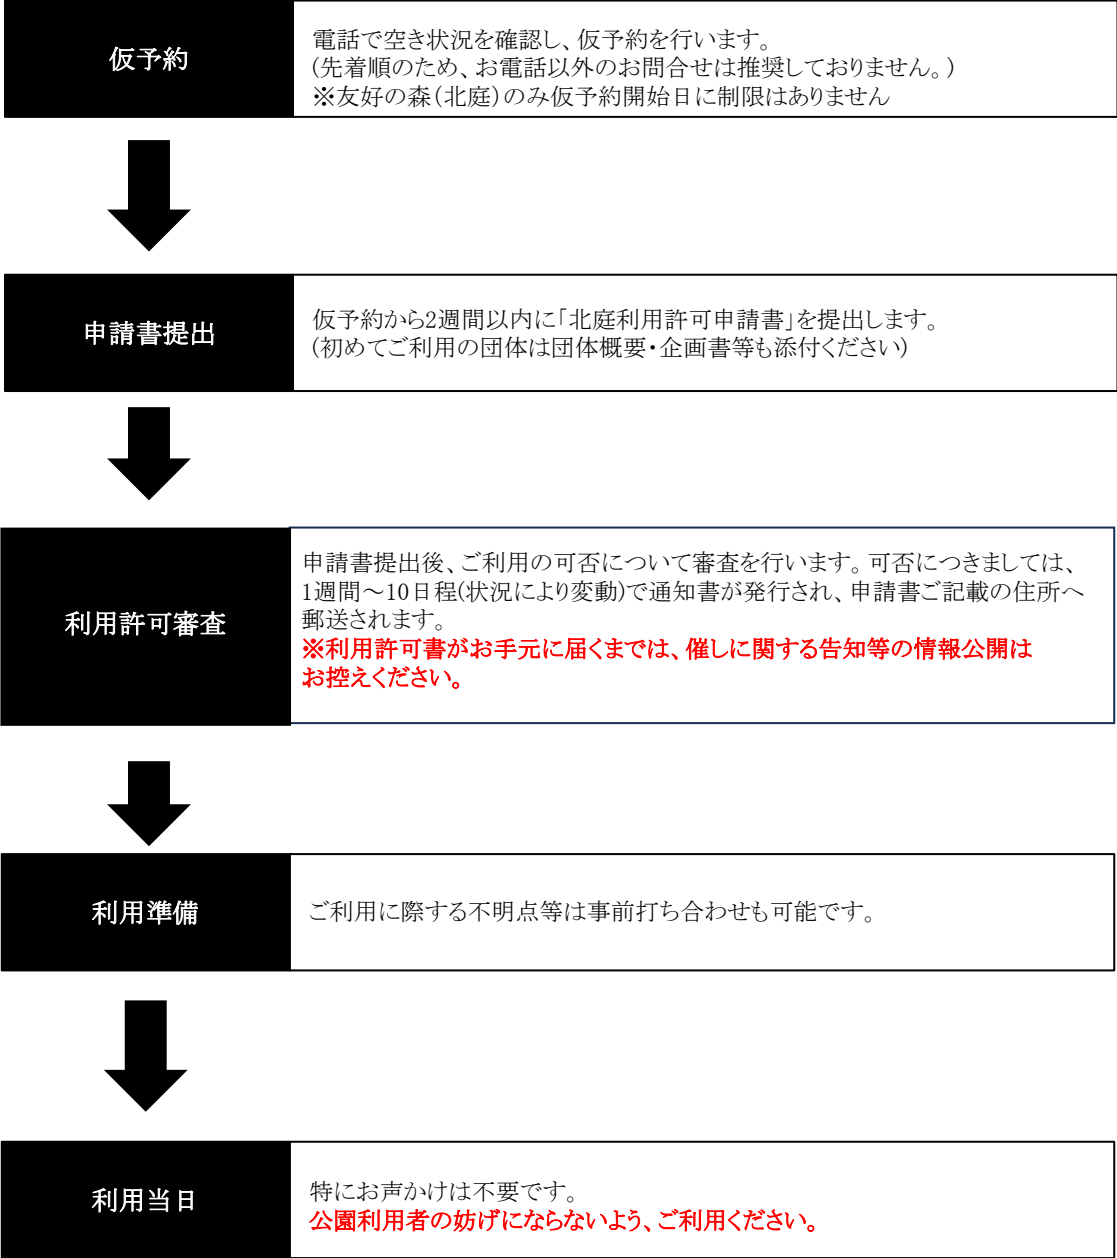 仮予約
電話で空き状況を確認し、仮予約を行います。
(先着順のため、お電話以外のお問合せは推奨しておりません。)
※友好の森(北庭)のみ仮予約開始日に制限はありません
申請書提出
仮予約から2週間以内に「北庭利用許可申請書」を提出します。
(初めてご利用の団体は団体概要・企画書等も添付ください)
利用許可審査
申請書提出後、ご利用の可否について審査を行います。可否につきましては、
1週間～10日程(状況により変動)で通知書が発行され、申請書ご記載の住所へ
郵送されます。
※利用許可書がお手元に届くまでは、催しに関する告知等の情報公開は
お控えください。
利用準備
ご利用に際する不明点等は事前打ち合わせも可能です。
利用当日
特にお声かけは不要です。
公園利用者の妨げにならないよう、ご利用ください。